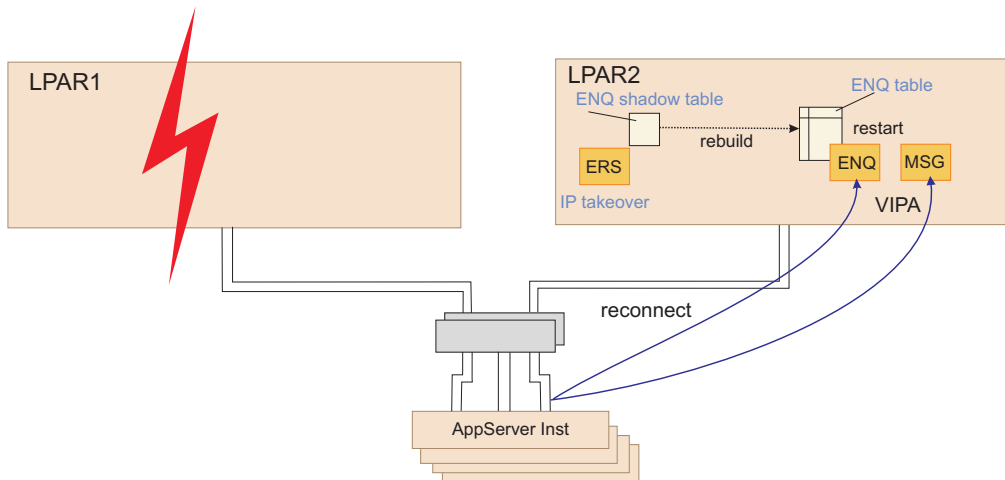 LPAR1
LPAR2
ENQ shadow table
ENQ table
rebuild
restart
ERS
ENQ
MSG
IP takeover
VIPA
reconnect
AppServer Inst